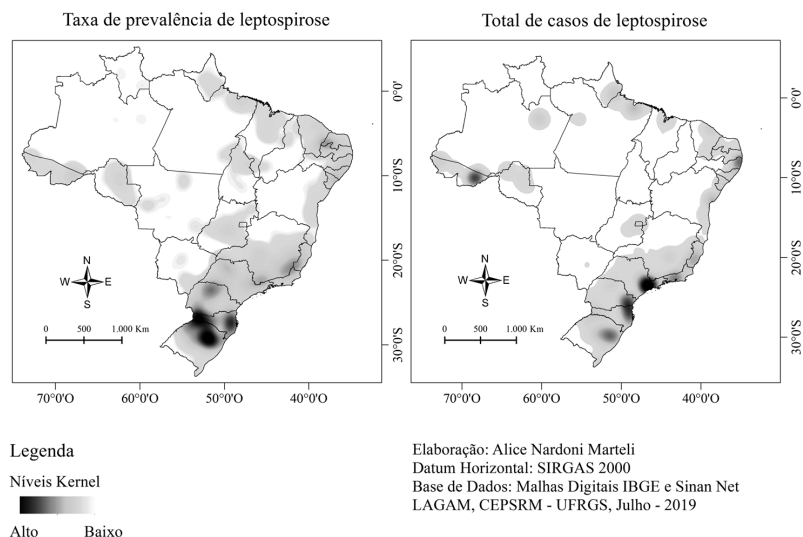 Taxa de prevalência de leptospirose
Total de casos de leptospirose
N
W E
S
0 500 1.000 Km
70°0'O 60°0'O 50°0'O 40°0'O
0°0'
10°0'S
20°0'S
30°0'S
N
W E
S
0 500 1.000 Km
70°0'O 60°0'O 50°0'O 40°0'O
0°0'
10°0'S
20°0'S
30°0'S
Legenda
Níveis Kernel
Alto Baixo
Elaboração: Alice Nardoni Marteli
Datum Horizontal: SIRGAS 2000
Base de Dados: Malhas Digitais IBGE e Sinan Net
LAGAM, CEPSRM - UFRGS, Julho - 2019